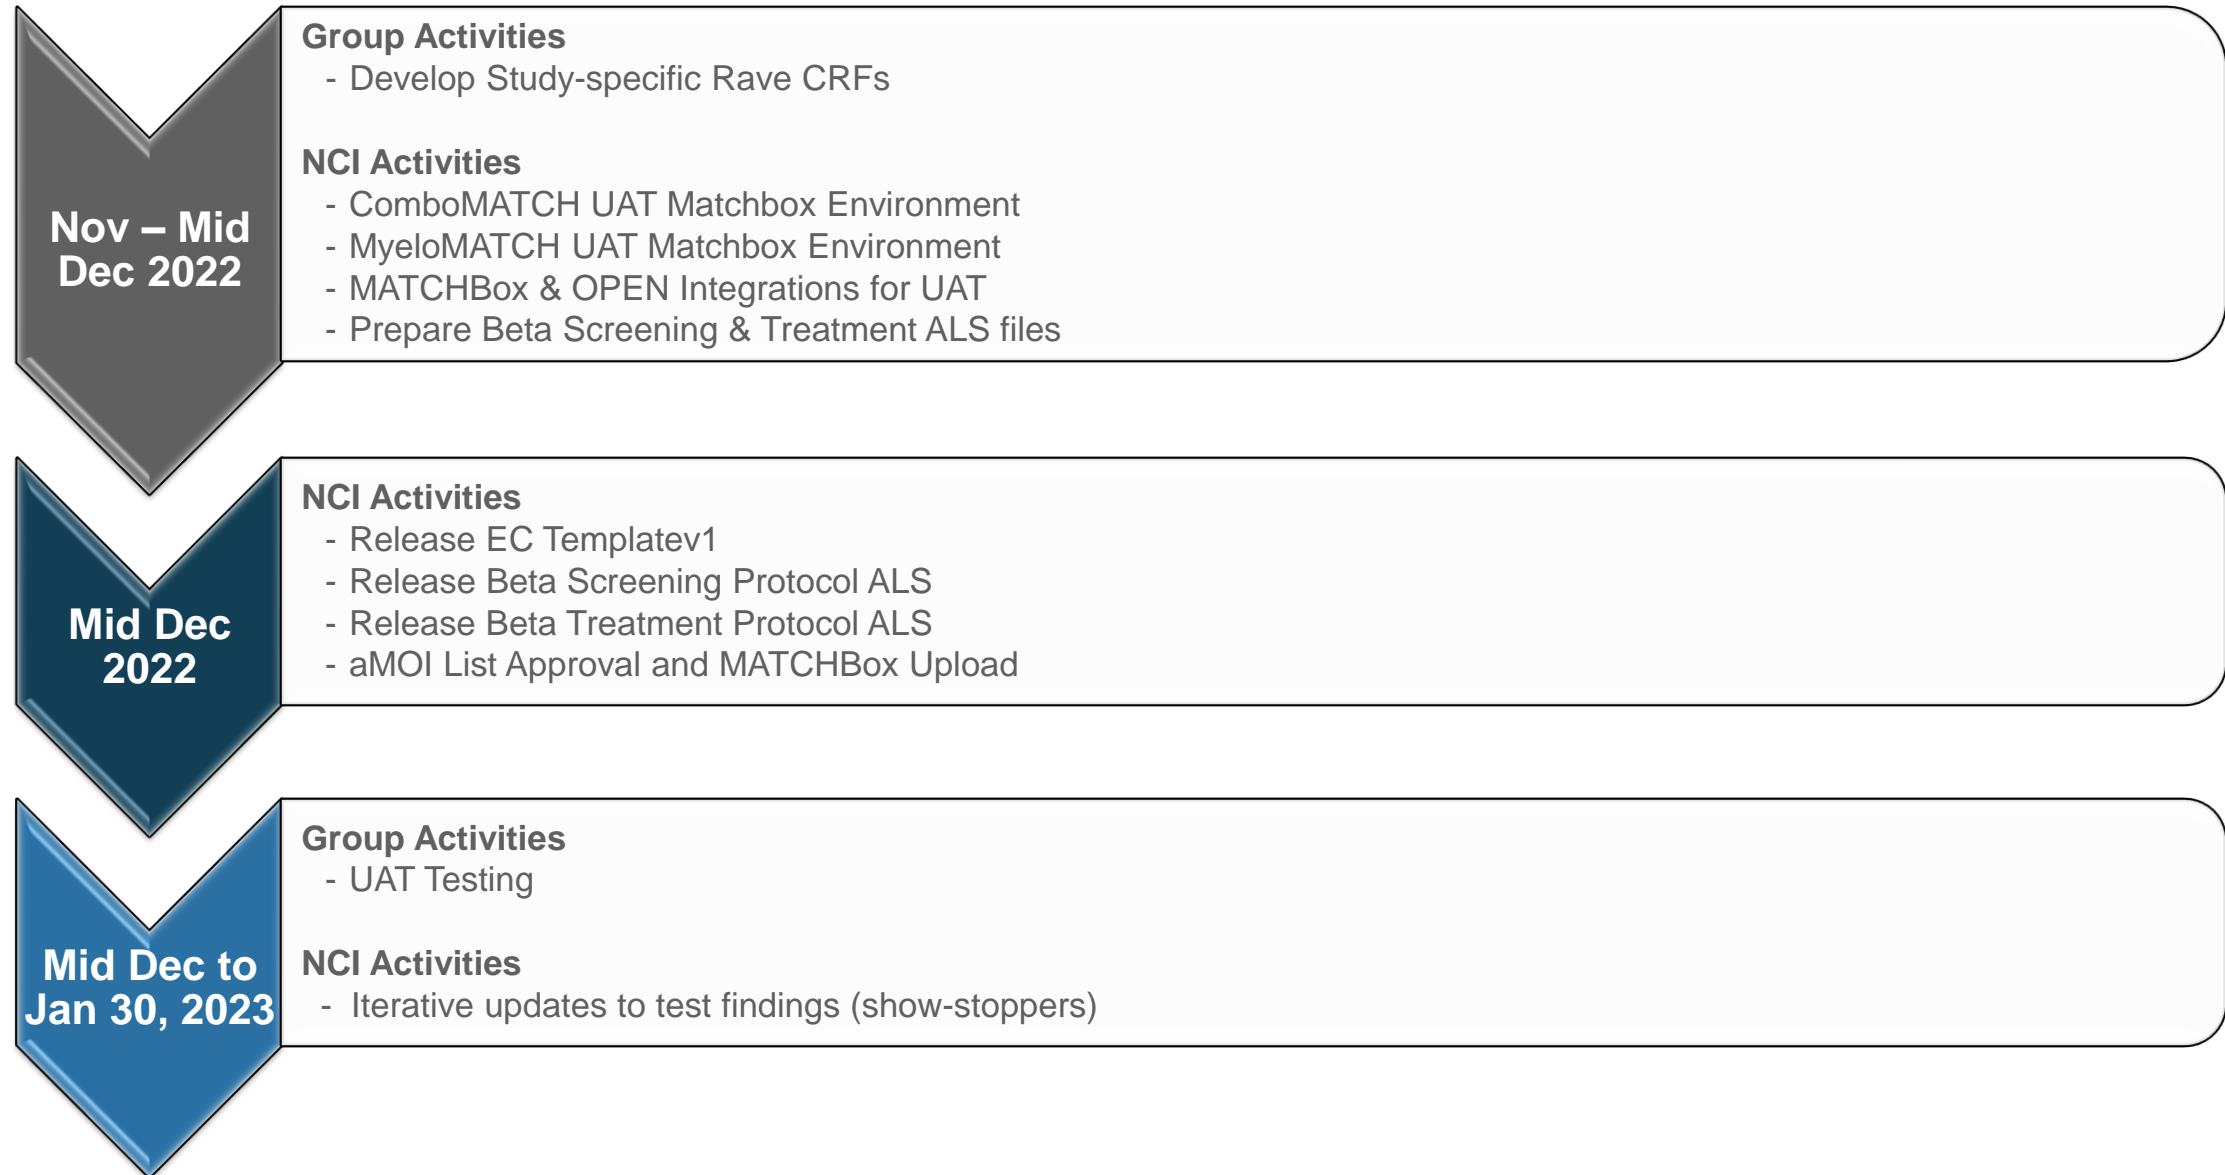 Nov – Mid
Dec 2022
Group Activities
- Develop Study-specific Rave CRFs
NCI Activities
- ComboMATCH UAT Matchbox Environment
- MyeloMATCH UAT Matchbox Environment
- MATCHBox & OPEN Integrations for UAT
- Prepare Beta Screening & Treatment ALS files
Mid Dec
2022
NCI Activities
- Release EC Templatev1
- Release Beta Screening Protocol ALS
- Release Beta Treatment Protocol ALS
- aMOI List Approval and MATCHBox Upload
Mid Dec to
Jan 30, 2023
Group Activities
- UAT Testing
NCI Activities
- Iterative updates to test findings (show-stoppers)